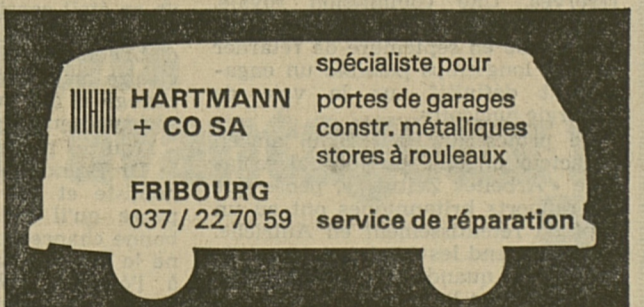 spécialiste pour
HARTMANN portes de garages
+ CO SA constr. métalliques
stores à rouleaux
FRIBOURG
037 / 22 70 59 service de réparation